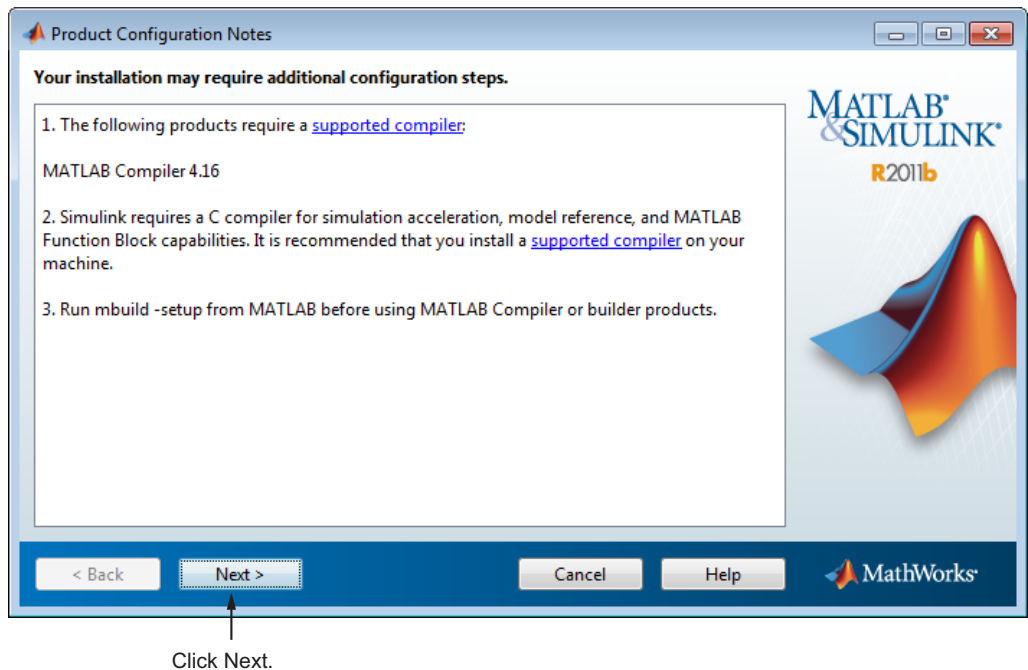 Product Configuration Notes
Your installation may require additional configuration steps.
1. The following products require a supported compiler:
MATLAB Compiler 4.16
2. Simulink requires a C compiler for simulation acceleration, model reference, and MATLAB
Function Block capabilities. It is recommended that you install a supported compiler on your
machine.
3. Run mbuild -setup from MATLAB before using MATLAB Compiler or builder products.
MATLAB®
&SIMULINK®
R2011b
< Back
Next >
Cancel
Help
MathWorks®
Click Next.